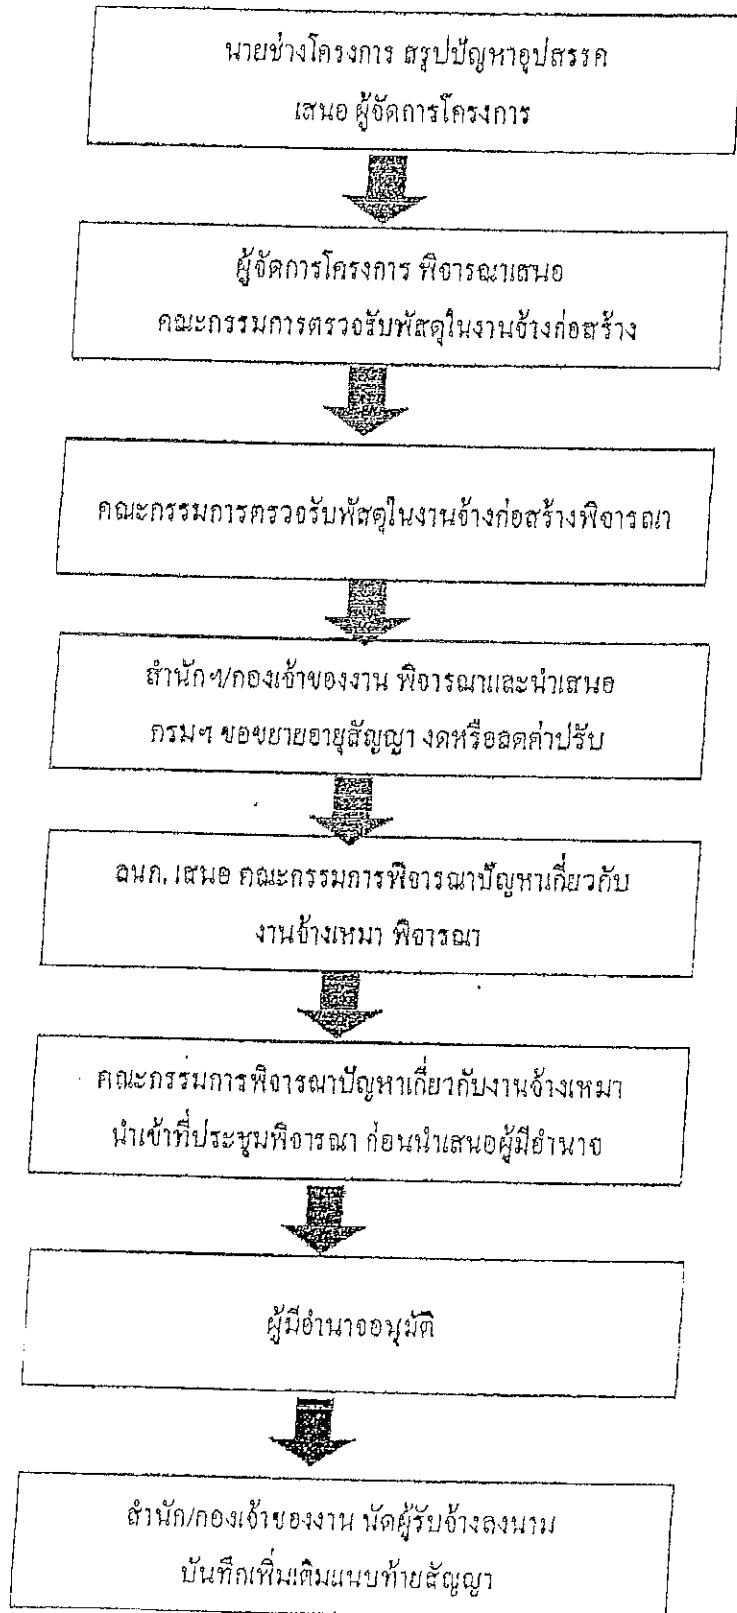 นายช่างโครงการ สรุปปัญหาอุปสรรค
เสนอ ผู้จัดการโครงการ
ผู้จัดการโครงการ พิจารณาเสนอ
คณะกรรมการตรวจรับพัสดุในงานจ้างก่อสร้าง
คณะกรรมการตรวจรับพัสดุในงานจ้างก่อสร้างพิจารณา
สำนักฯ/กองเจ้าของงาน พิจารณาและนำเสนอ
กรมฯ ขอขยายอายุสัญญา งดหรือลดค่าปรับ
ลนก. เสนอ คณะกรรมการพิจารณาปัญหาเกี่ยวกับ
งานจ้างเหมา พิจารณา
คณะกรรมการพิจารณาปัญหาเกี่ยวกับงานจ้างเหมา
นำเข้าที่ประชุมพิจารณา ก่อนนำเสนอผู้มีอำนาจ
ผู้มีอำนาจอนุมัติ
สำนัก/กองเจ้าของงาน นัดผู้รับจ้างลงนาม
บันทึกเพิ่มเติมแนบท้ายสัญญา